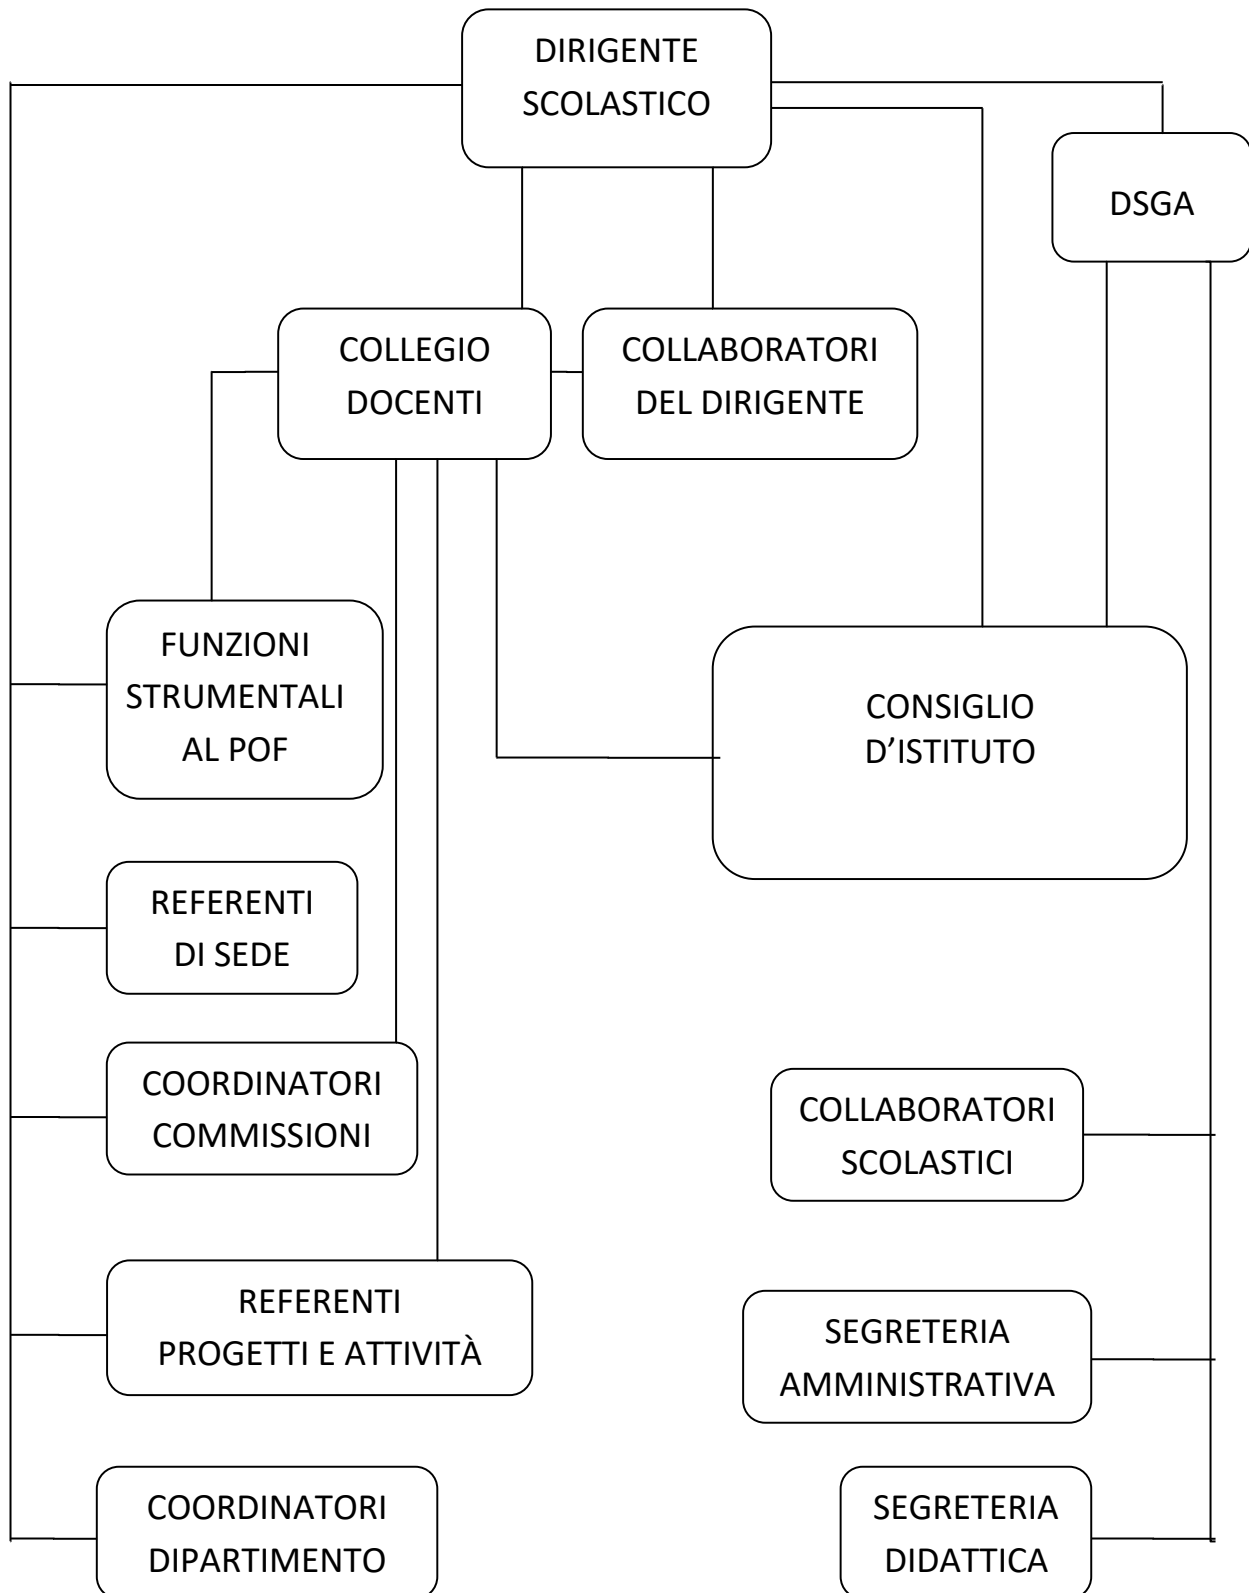 DIRIGENTE
SCOLASTICO
DSGA
COLLEGIO
DOCENTI
COLLABORATORI
DEL DIRIGENTE
FUNZIONI
STRUMENTALI
AL POF
CONSIGLIO
D’ISTITUTO
REFERENTI
DI SEDE
COORDINATORI
COMMISSIONI
COLLABORATORI
SCOLASTICI
REFERENTI
PROGETTI E ATTIVITÀ
SEGRETERIA
AMMINISTRATIVA
COORDINATORI
DIPARTIMENTO
SEGRETERIA
DIDATTICA